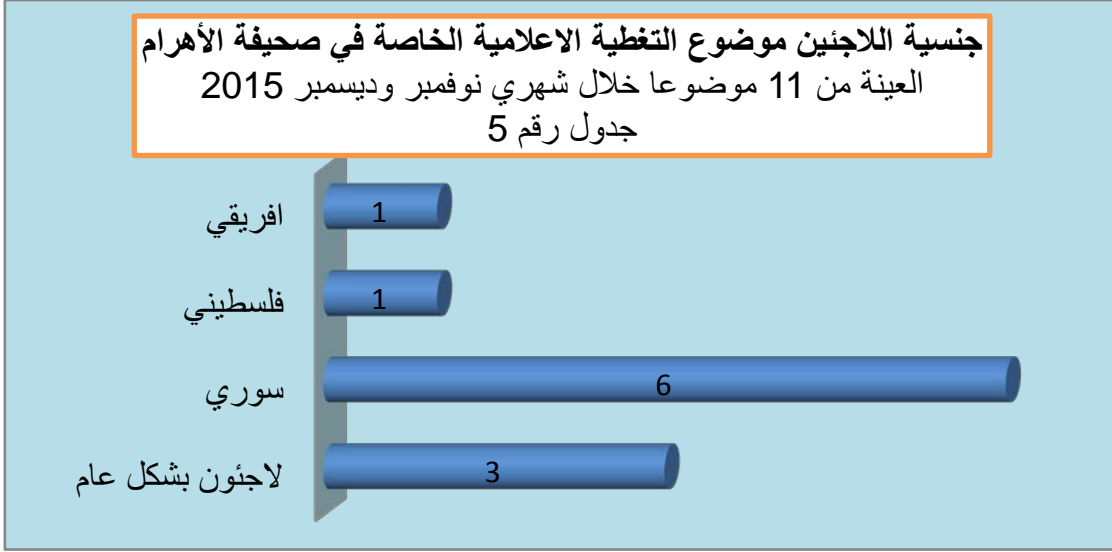 جنسية اللاجئين موضوع التغطية الاعلامية الخاصة في صحيفة الأهرام
العينة من 11 موضوعا خلال شهري نوفمبر وديسمبر 2015
جدول رقم 5
افريقي 1
فلسطيني 1
سوري 6
لاجئون بشكل عام 3